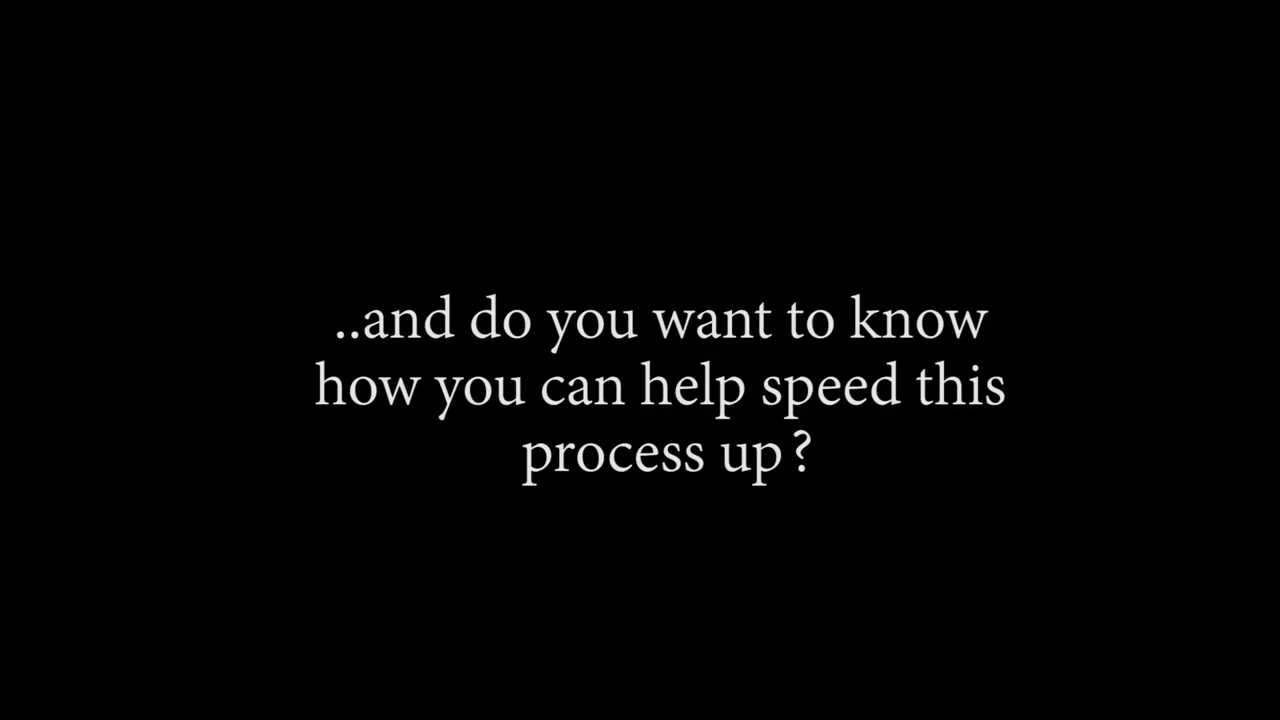 ..and do you want to know
how you can help speed this
process up?